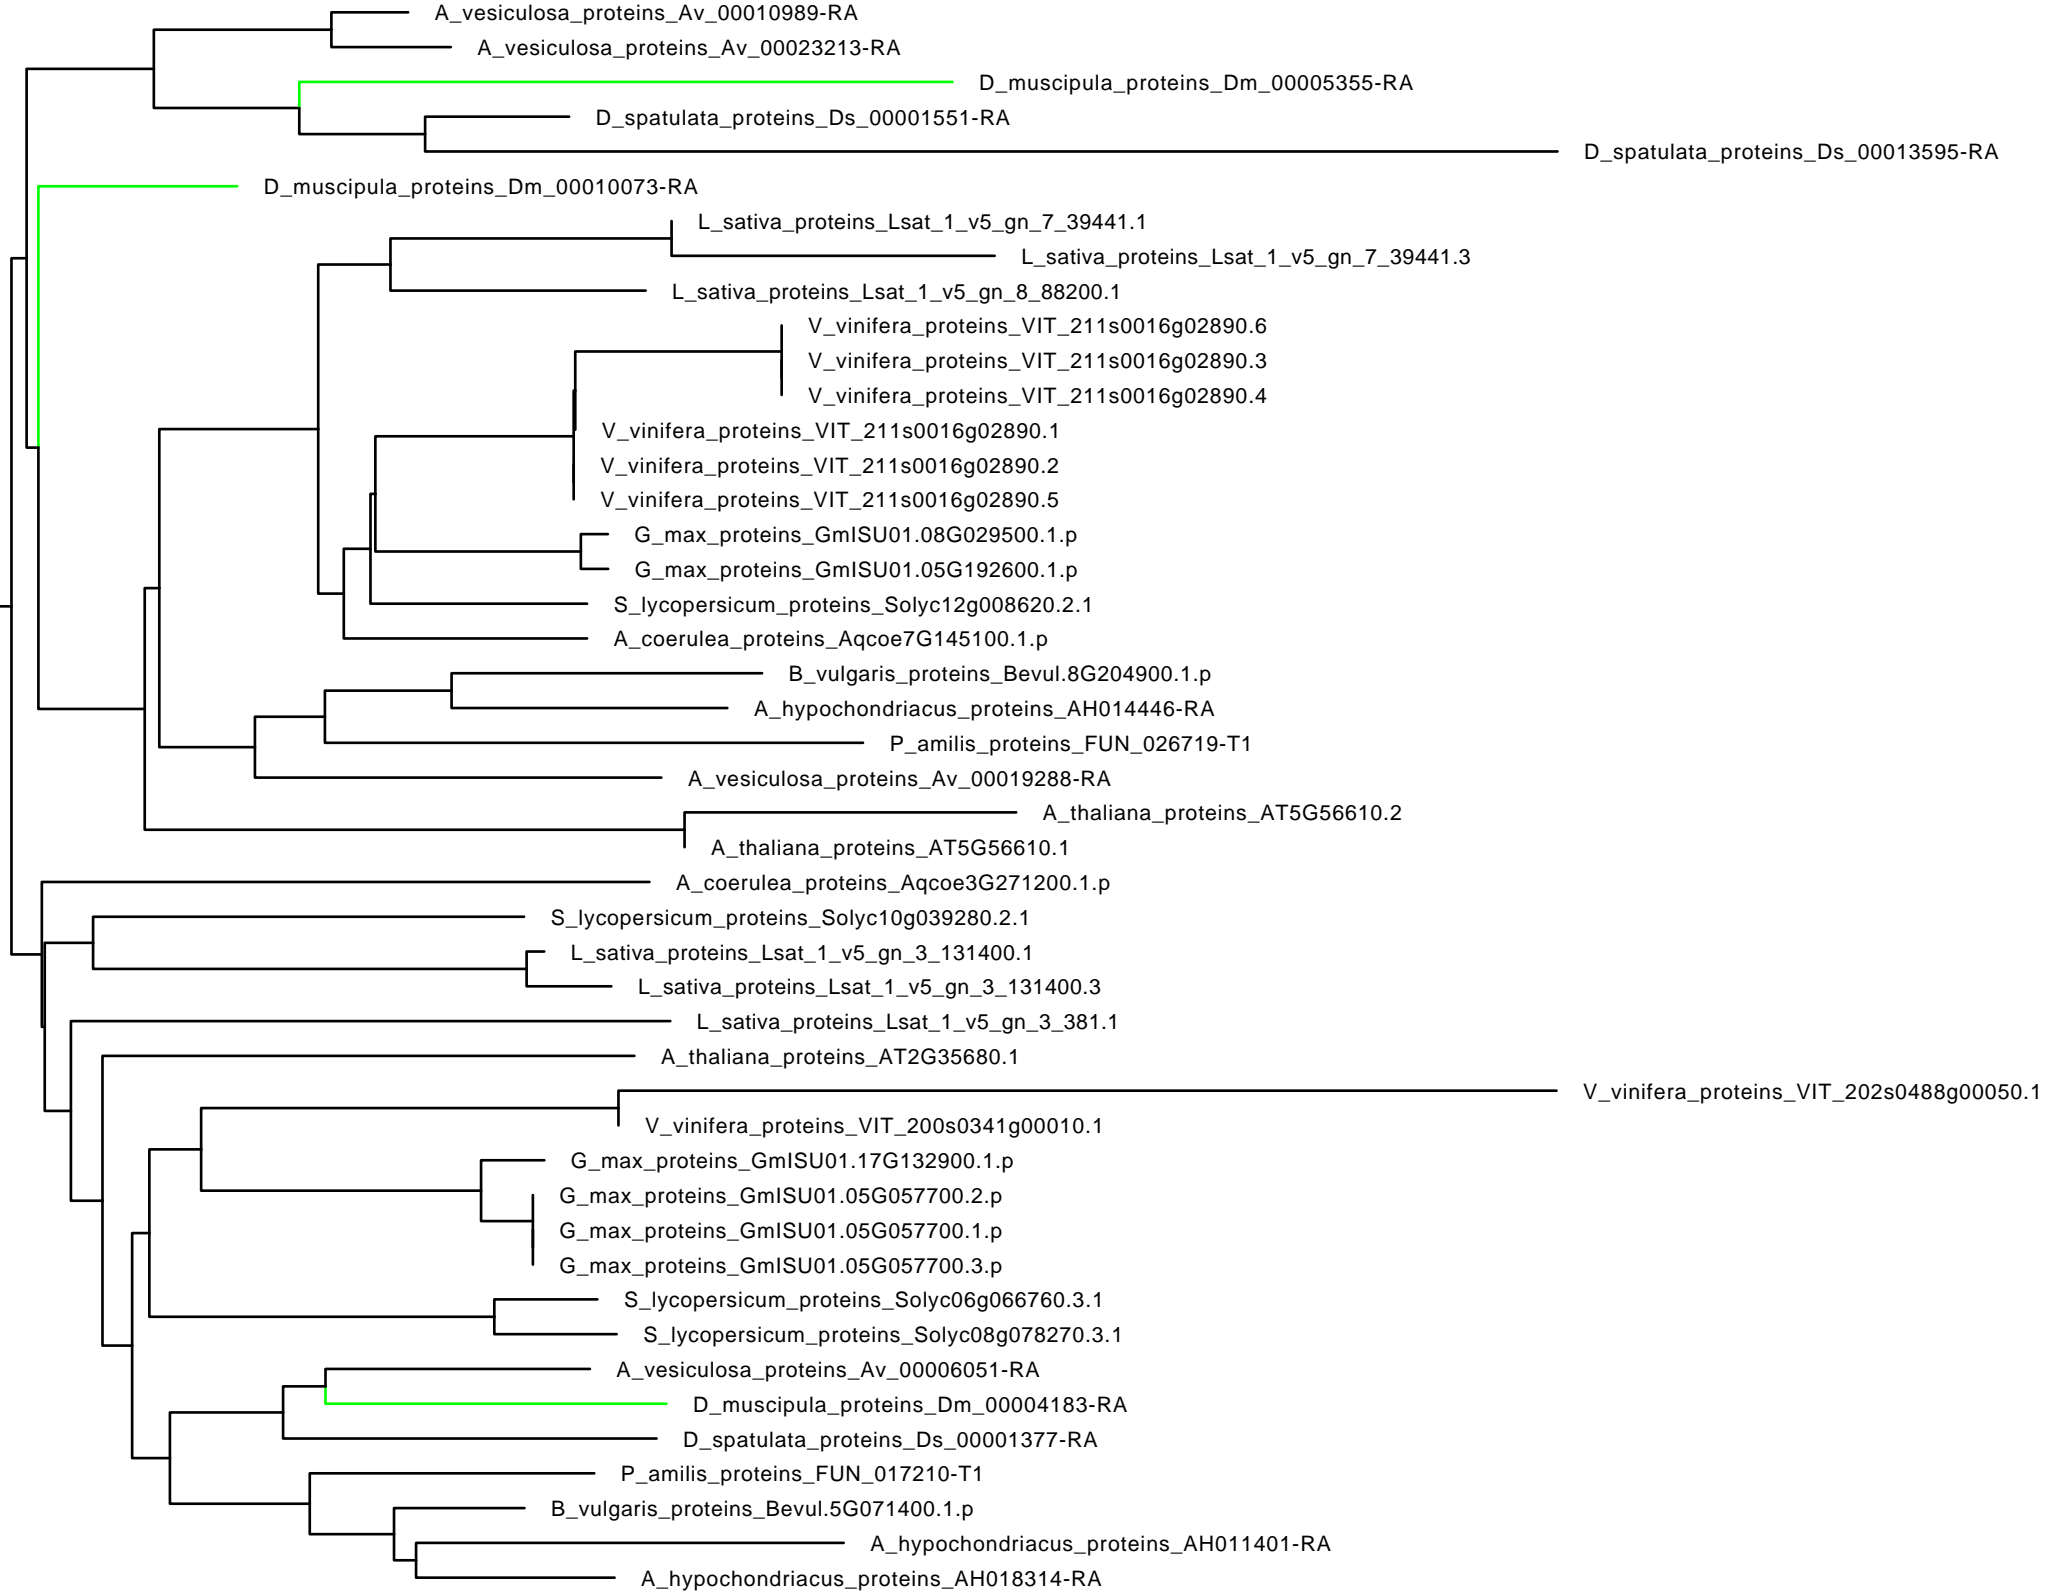 A_vesiculosa_proteins_Av_00010989-RA
A_vesiculosa_proteins_Av_00023213-RA
D_muscipula_proteins_Dm_00005355-RA
D_spatulata_proteins_Ds_00001551-RA
D_spatulata_proteins_Ds_00013595-RA
D_muscipula_proteins_Dm_00010073-RA
L_sativa_proteins_Lsat_1_v5_gn_7_39441.1
L_sativa_proteins_Lsat_1_v5_gn_7_39441.3
L_sativa_proteins_Lsat_1_v5_gn_8_88200.1
V_vinifera_proteins_VIT_211s0016g02890.6
V_vinifera_proteins_VIT_211s0016g02890.3
V_vinifera_proteins_VIT_211s0016g02890.4
V_vinifera_proteins_VIT_211s0016g02890.1
V_vinifera_proteins_VIT_211s0016g02890.2
V_vinifera_proteins_VIT_211s0016g02890.5
G_max_proteins_GmISU01.08G029500.1.p
G_max_proteins_GmISU01.05G192600.1.p
S_lycopersicum_proteins_Solyc12g008620.2.1
A_coerulea_proteins_Aqcoe7G145100.1.p
B_vulgaris_proteins_Bevul.8G204900.1.p
A_hypochondriacus_proteins_AH014446-RA
P_amilis_proteins_FUN_026719-T1
A_vesiculosa_proteins_Av_00019288-RA
A_thaliana_proteins_AT5G56610.2
A_thaliana_proteins_AT5G56610.1
A_coerulea_proteins_Aqcoe3G271200.1.p
S_lycopersicum_proteins_Solyc10g039280.2.1
L_sativa_proteins_Lsat_1_v5_gn_3_131400.1
L_sativa_proteins_Lsat_1_v5_gn_3_131400.3
L_sativa_proteins_Lsat_1_v5_gn_3_381.1
A_thaliana_proteins_AT2G35680.1
V_vinifera_proteins_VIT_202s0488g00050.1
V_vinifera_proteins_VIT_200s0341g00010.1
G_max_proteins_GmISU01.17G132900.1.p
G_max_proteins_GmISU01.05G057700.2.p
G_max_proteins_GmISU01.05G057700.1.p
G_max_proteins_GmISU01.05G057700.3.p
S_lycopersicum_proteins_Solyc06g066760.3.1
S_lycopersicum_proteins_Solyc08g078270.3.1
A_vesiculosa_proteins_Av_00006051-RA
D_muscipula_proteins_Dm_00004183-RA
D_spatulata_proteins_Ds_00001377-RA
P_amilis_proteins_FUN_017210-T1
B_vulgaris_proteins_Bevul.5G071400.1.p
A_hypochondriacus_proteins_AH011401-RA
A_hypochondriacus_proteins_AH018314-RA